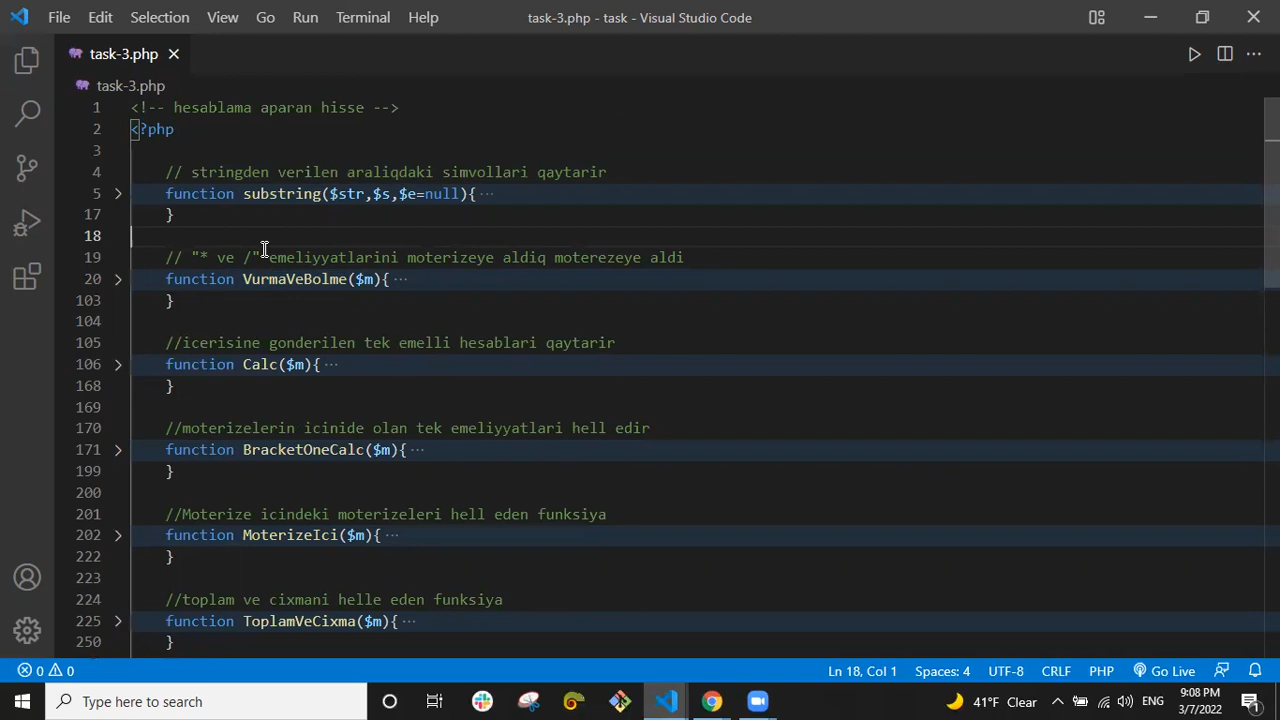 File Edit Selection View Go Run Terminal Help task-3.php - task - Visual Studio Code
task-3.php
task-3.php
1 <!-- hesablama aparan hisse -->
2 <?php
3
4 // stringden verilen araliqdaki simvollari qaytarir
5 function substring($str,$s,$e=null){ ...
17 }
18
19 // "* ve /" emeliyyatlarini moterizeye aldiq moterezeye aldi
20 function VurmaVeBolme($m){ ...
103 }
104
105 //icerisine gonderilen tek emelli hesablari qaytarir
106 function Calc($m){ ...
168 }
169
170 //moterizelerin icinide olan tek emeliyyatlari hell edir
171 function BracketOneCalc($m){ ...
199 }
200
201 //Moterize icindeki moterizeleri hell eden funksiya
202 function MoterizeIci($m){ ...
222 }
223
224 //toplam ve cixmani helle eden funksiya
225 function ToplamVeCixma($m){ ...
250 }
0 0 Ln 18, Col 1 Spaces: 4 UTF-8 CRLF PHP Go Live
Type here to search 41°F Clear ENG 9:08 PM
3/7/2022 1